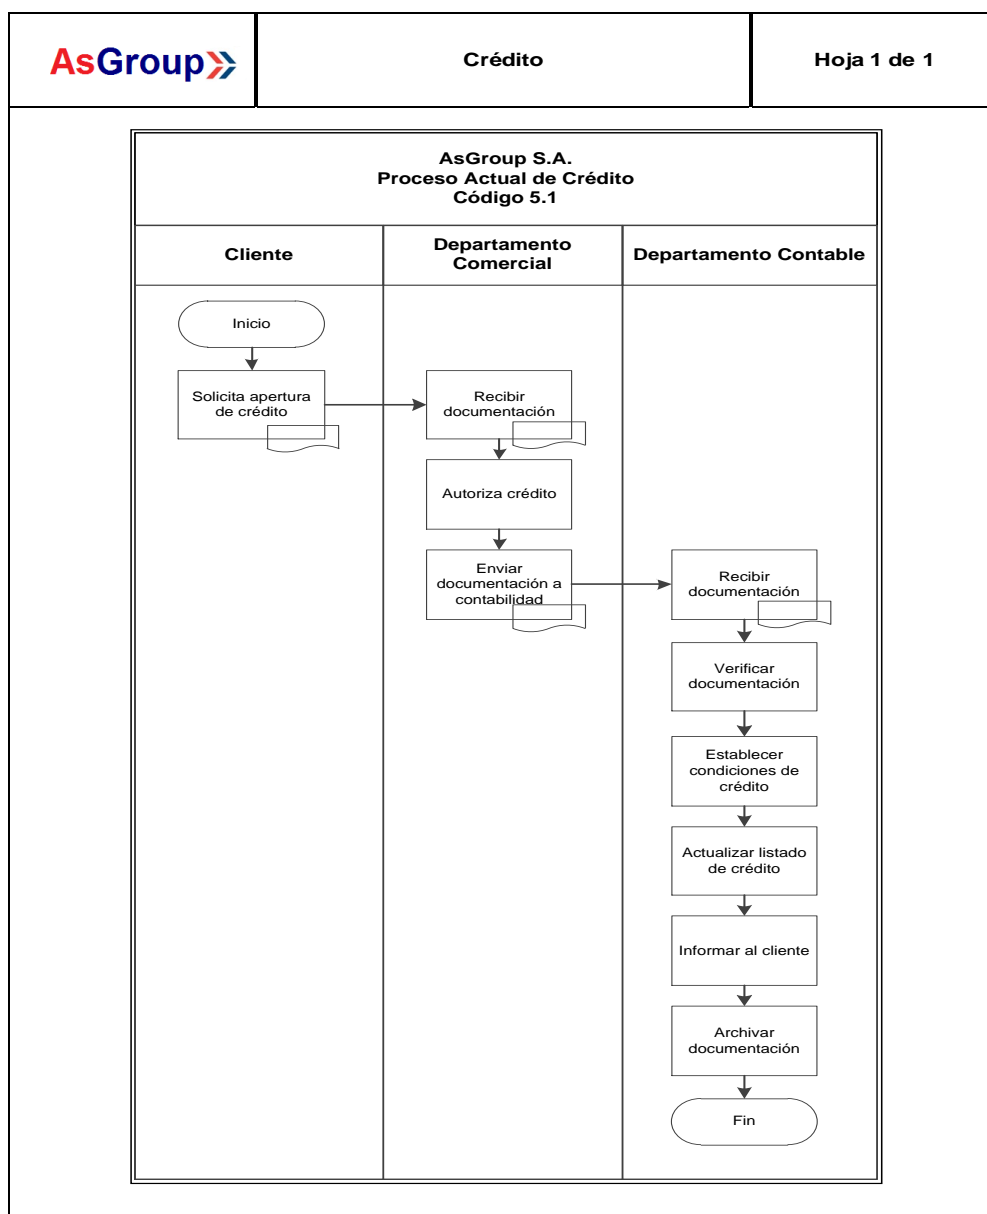 AsGroup
Crédito
Hoja 1 de 1
AsGroup S.A.
Proceso Actual de Crédito
Código 5.1
Cliente
Departamento
Comercial
Departamento Contable
Inicio
Solicita apertura
de crédito
Recibir
documentación
Autoriza crédito
Enviar
documentación a
contabilidad
Recibir
documentación
Verificar
documentación
Establecer
condiciones de
crédito
Actualizar listado
de crédito
Informar al cliente
Archivar
documentación
Fin